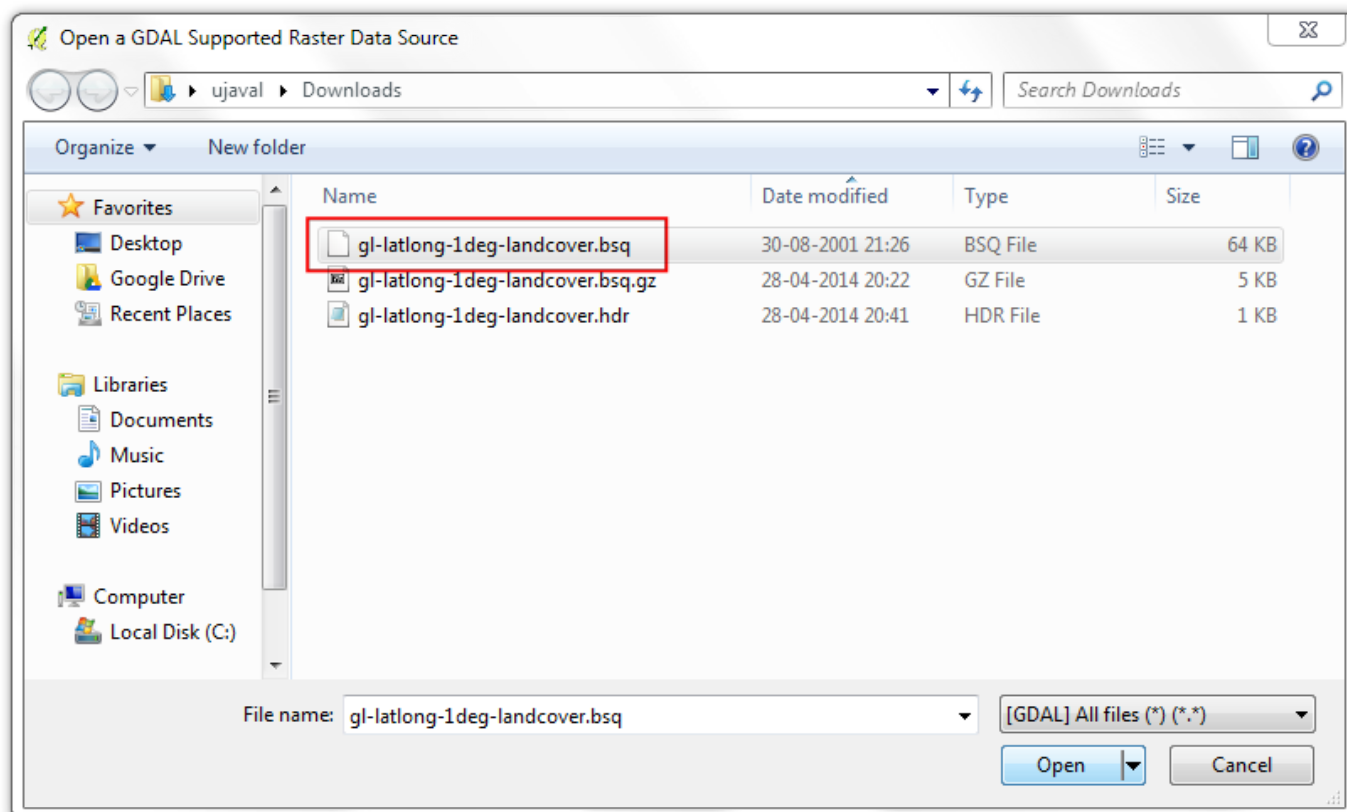 Open a GDAL Supported Raster Data Source
ujaval Downloads Search Downloads
Organize New folder
Name Date modified Type Size
Favorites
Desktop gl-latlong-1deg-landcover.bsq 30-08-2001 21:26 BSQ File 64 KB
Google Drive gl-latlong-1deg-landcover.bsq.gz 28-04-2014 20:22 GZ File 5 KB
Recent Places gl-latlong-1deg-landcover.hdr 28-04-2014 20:41 HDR File 1 KB
Libraries
Documents
Music
Pictures
Videos
Computer
Local Disk (C:)
File name: gl-latlong-1deg-landcover.bsq [GDAL] All files (*) (*.*)
Open Cancel